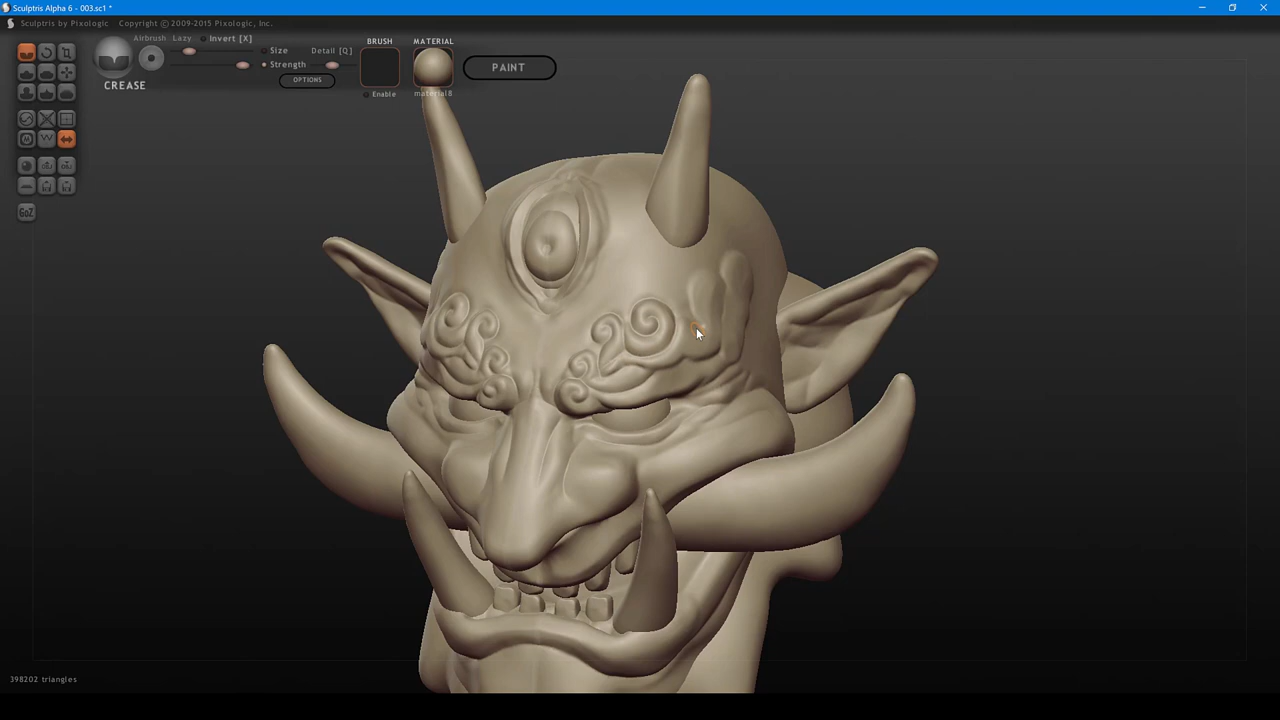 Sculptris Alpha 6 - 003.sc1 *
Sculptris by Pixologic Copyright © 2009-2015 Pixologic, Inc.
Airbrush Lazy Invert [X]
Size Detail [Q]
Strength
OPTIONS
CREASE
BRUSH
Enable
MATERIAL
material8
PAINT
GoZ
398202 triangles